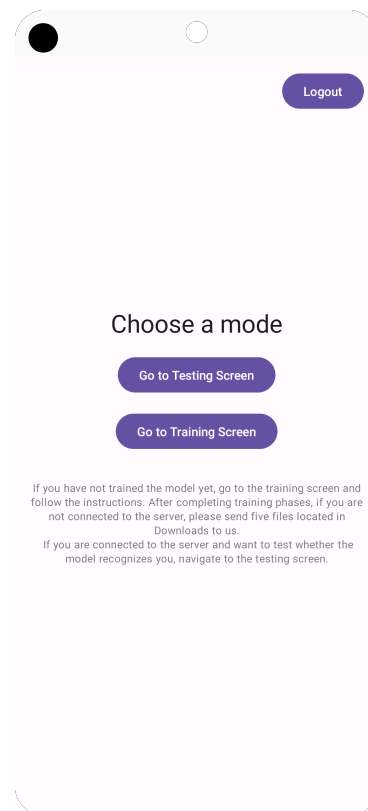 Logout
Choose a mode
Go to Testing Screen
Go to Training Screen
If you have not trained the model yet, go to the training screen and
follow the instructions. After completing training phases, if you are
not connected to the server, please send five files located in
Downloads to us.
If you are connected to the server and want to test whether the
model recognizes you, navigate to the testing screen.